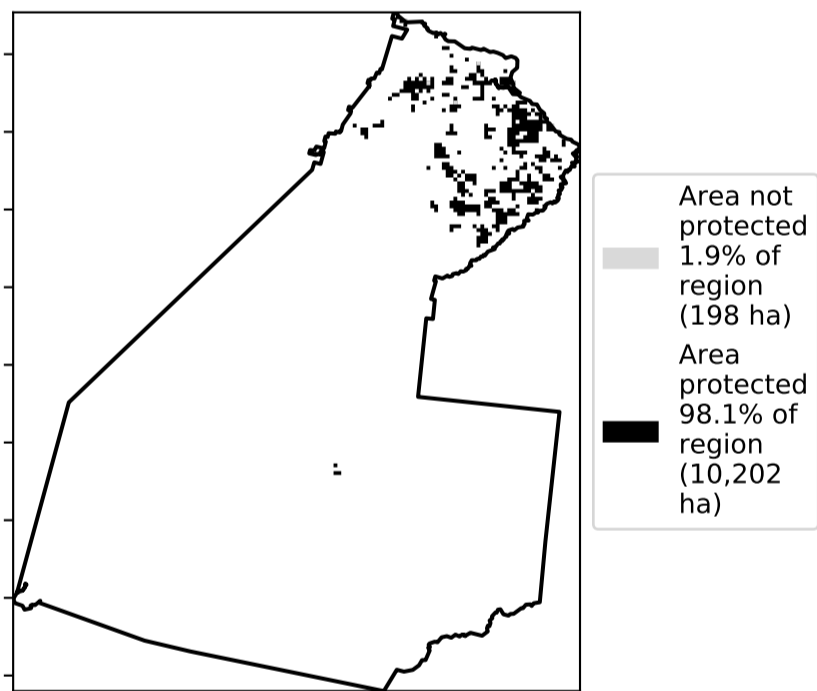 Area not
protected
1.9% of
region
(198 ha)
Area
protected
98.1% of
region
(10,202
ha)